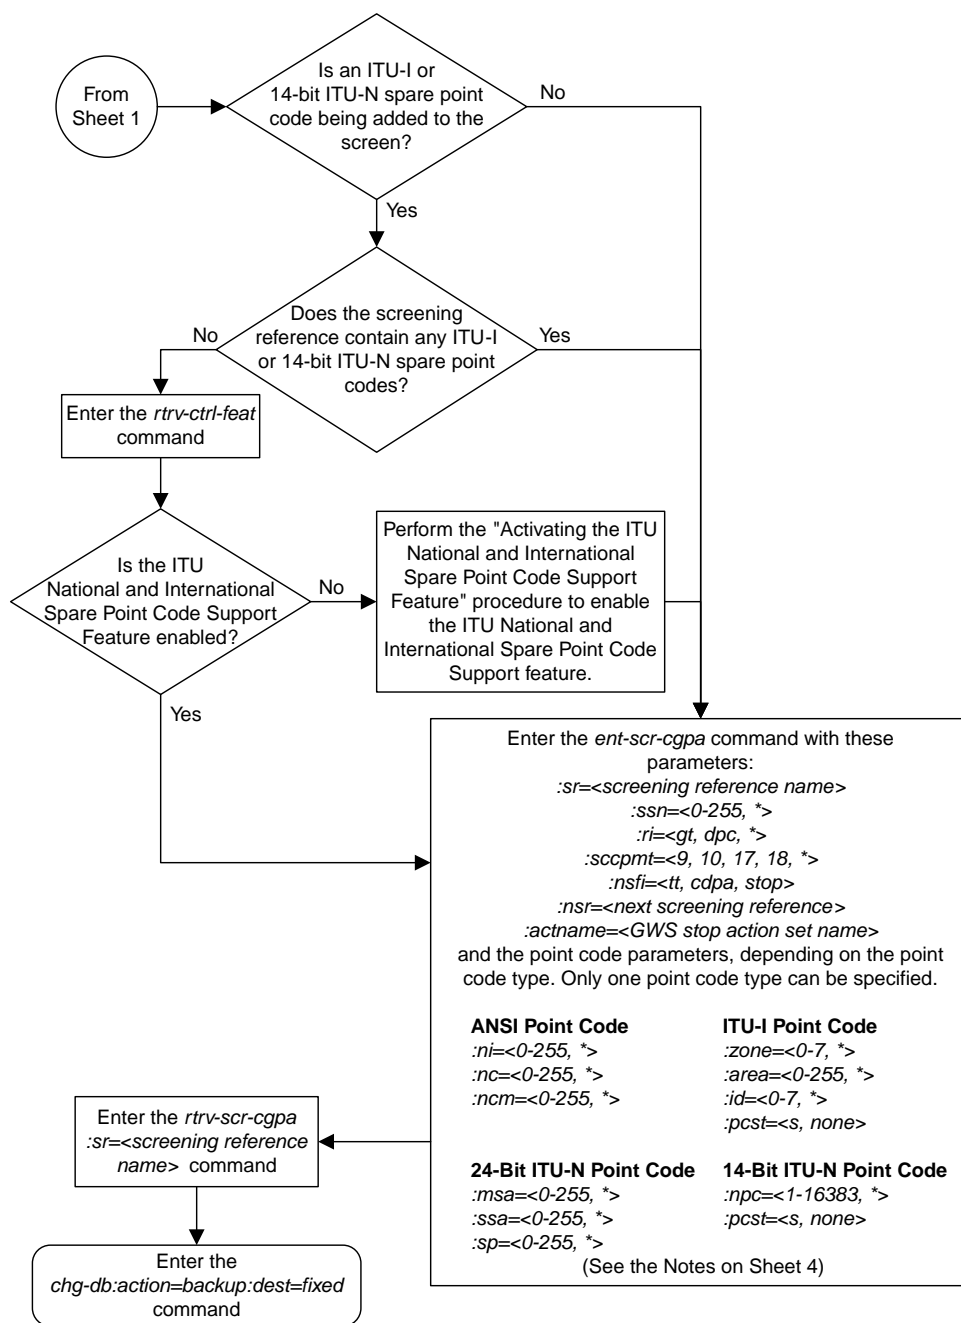 From
Sheet 1
Is an ITU-I or
14-bit ITU-N spare point
code being added to the
screen?
No
Yes
Does the screening
reference contain any ITU-I
or 14-bit ITU-N spare point
codes?
No
Yes
Enter the rtrv-ctrl-feat
command
Is the ITU
National and International
Spare Point Code Support
Feature enabled?
No
Yes
Perform the "Activating the ITU
National and International
Spare Point Code Support
Feature" procedure to enable
the ITU National and
International Spare Point Code
Support feature.
Enter the ent-scr-cgpa command with these
parameters:
:sr=<screening reference name>
:ssn=<0-255, *>
:ri=<gt, dpc, *>
:sccpmt=<9, 10, 17, 18, *>
:nsfi=<tt, cdpa, stop>
:nsr=<next screening reference>
:actname=<GWS stop action set name>
and the point code parameters, depending on the point
code type. Only one point code type can be specified.
ANSI Point Code
:ni=<0-255, *>
:nc=<0-255, *>
:ncm=<0-255, *>
ITU-I Point Code
:zone=<0-7, *>
:area=<0-255, *>
:id=<0-7, *>
:pcst=<s, none>
24-Bit ITU-N Point Code
:msa=<0-255, *>
:ssa=<0-255, *>
:sp=<0-255, *>
14-Bit ITU-N Point Code
:npc=<1-16383, *>
:pcst=<s, none>
(See the Notes on Sheet 4)
Enter the rtrv-scr-cgpa
:sr=<screening reference
name> command
Enter the
chg-db:action=backup:dest=fixed
command